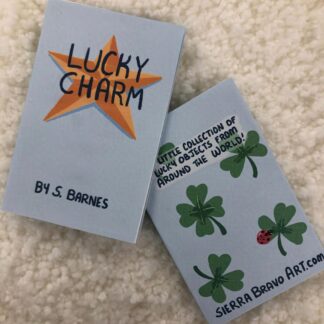 LUCKY
CHARM
BY S. BARNES
LITTLE COLLECTION OF
LUCKY OBJECTS FROM
AROUND THE WORLD!
SIERRA BRAVO ART.COM